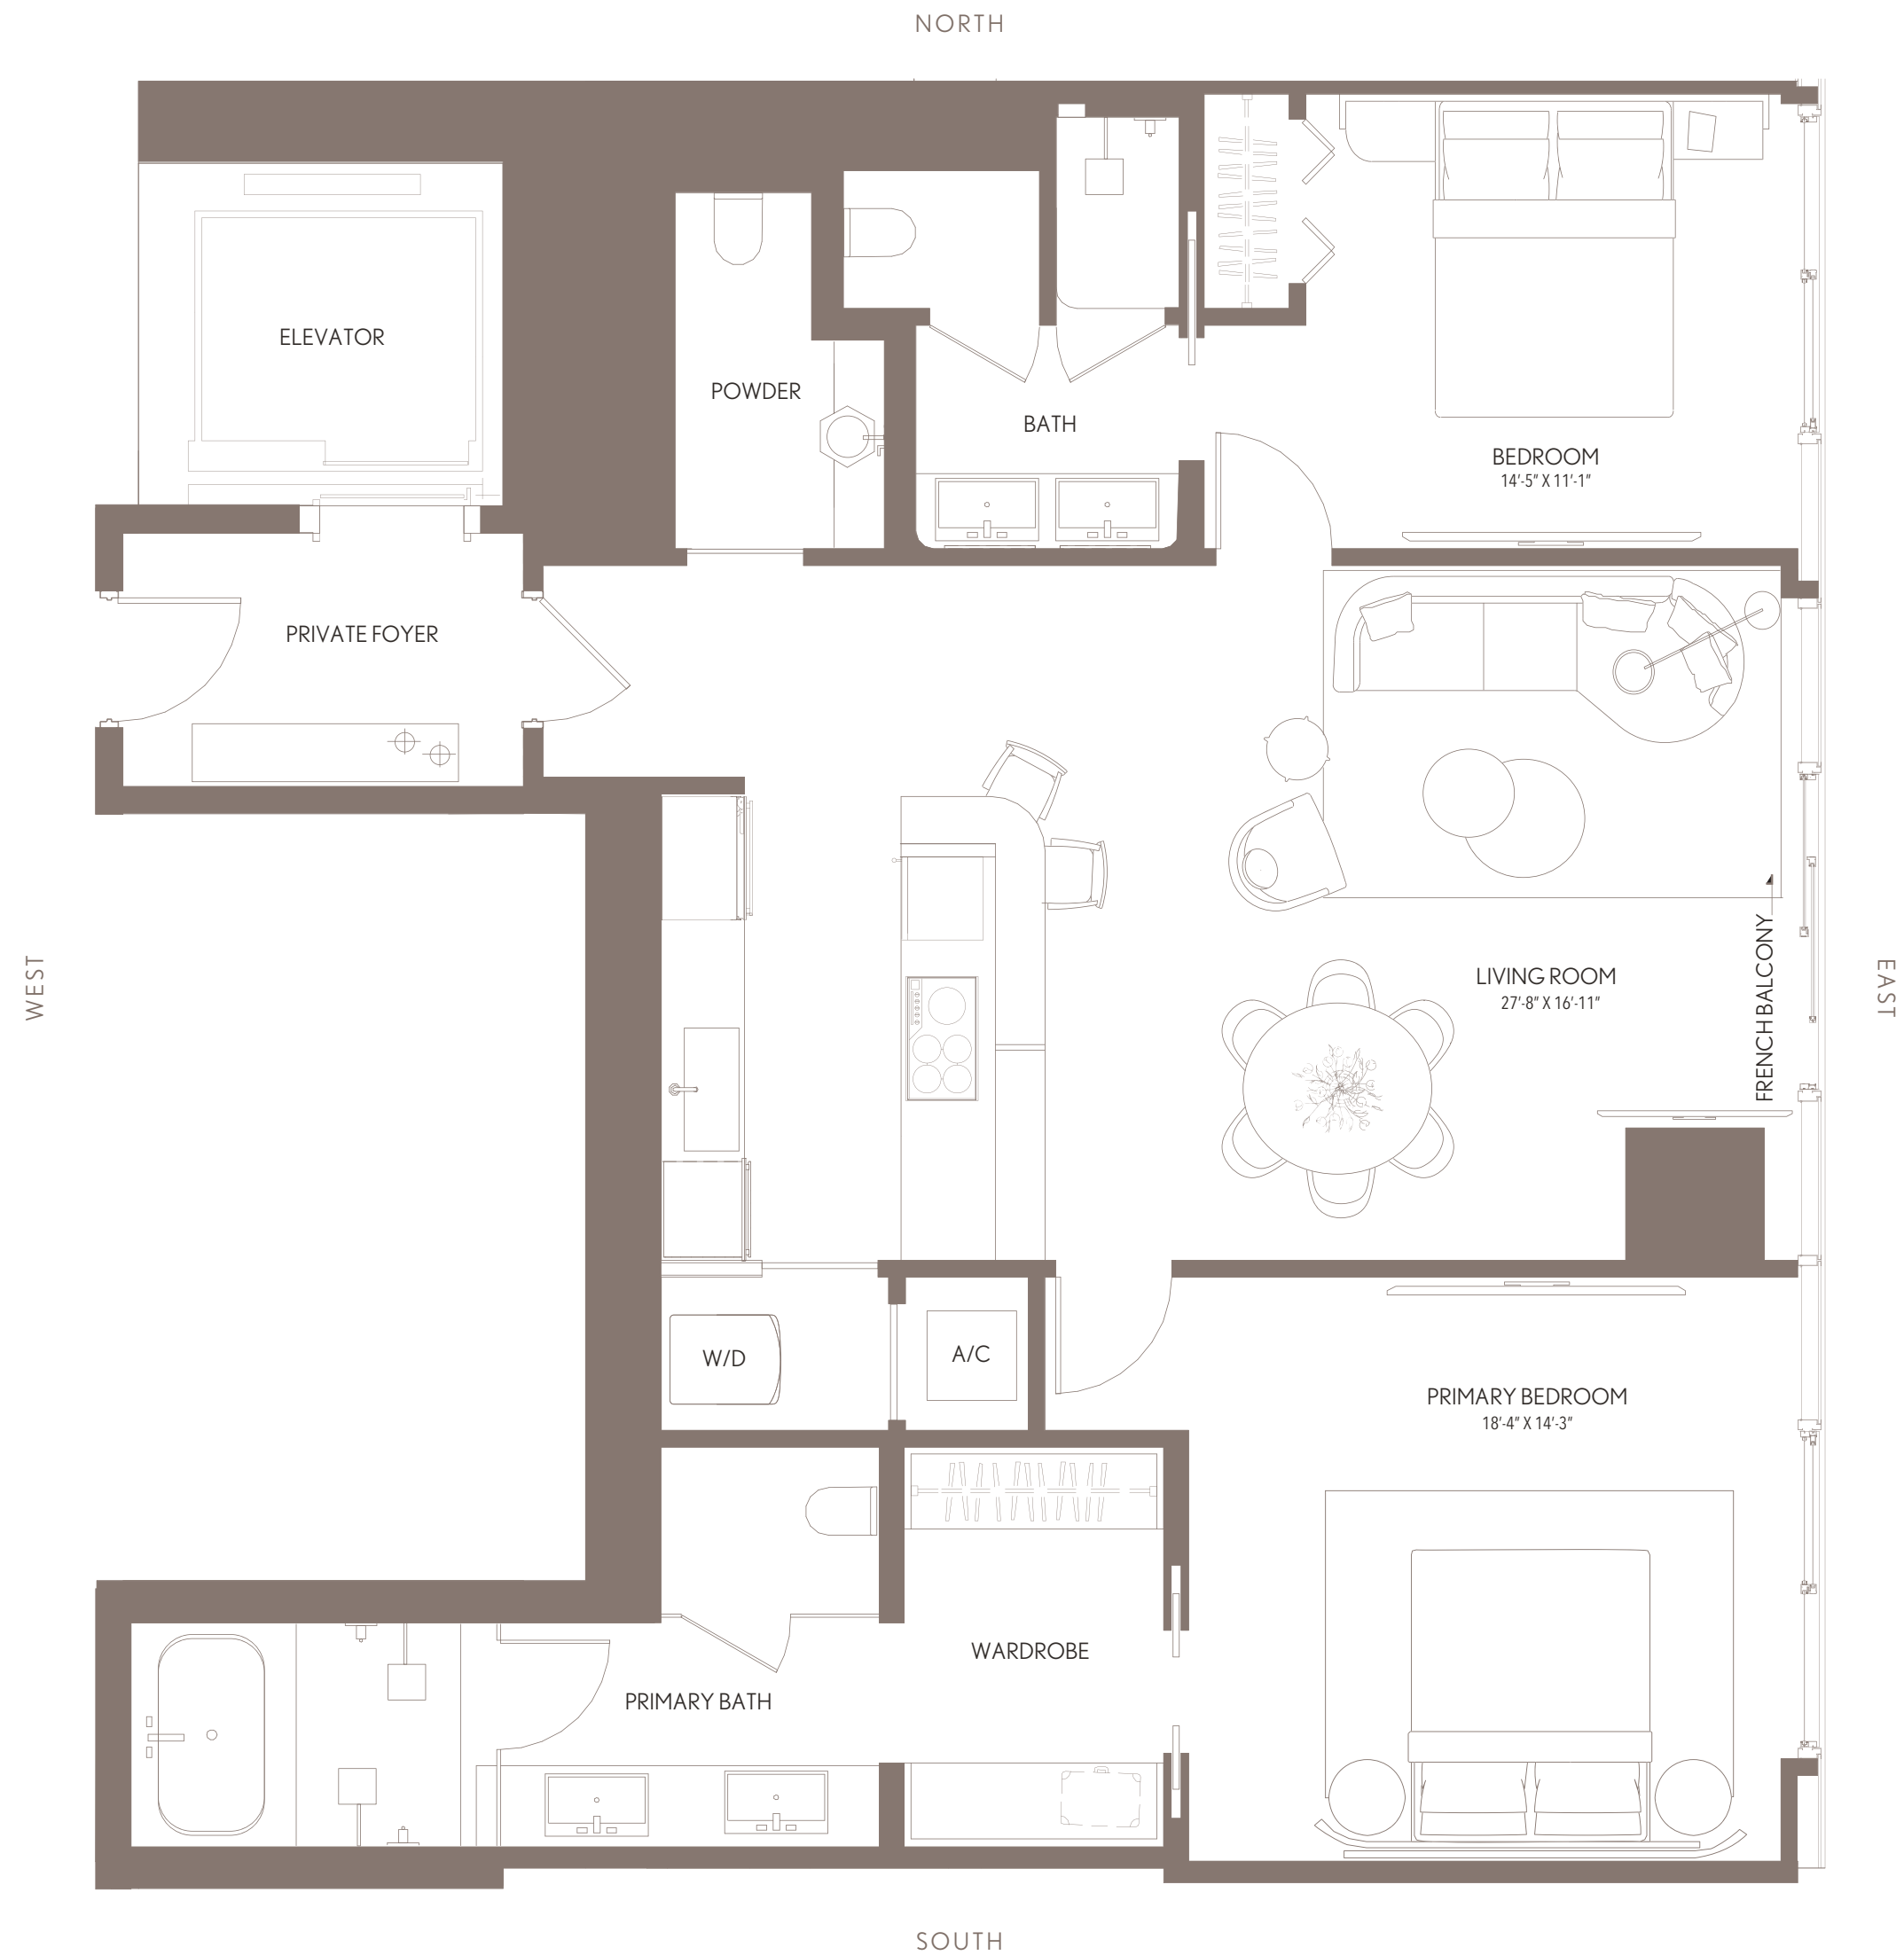 NORTH
ELEVATOR
POWDER
BATH
BEDROOM
14'-5" X 11'-1"
PRIVATE FOYER
WEST
EAST
LIVING ROOM
27'-8" X 16'-11"
FRENCH BALCONY
W/D
A/C
PRIMARY BEDROOM
18'-4" X 14'-3"
WARDROBE
PRIMARY BATH
SOUTH